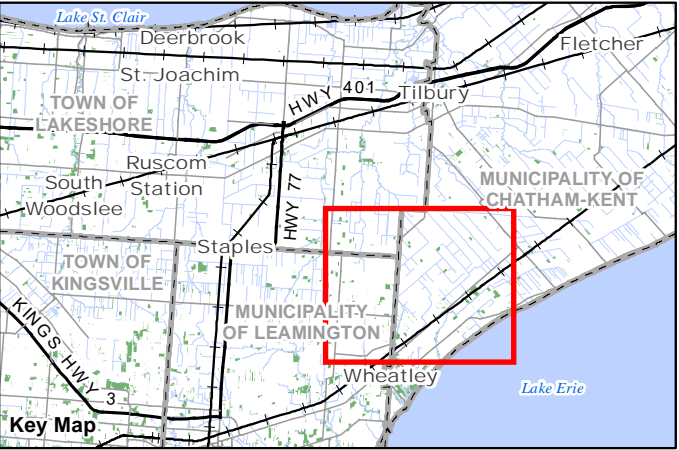 Lake St. Clair
Deerbrook
Fletcher
St. Joachim
HWY 401
Tilbury
TOWN OF
LAKESHORE
Ruscom
Station
MUNICIPALITY OF
CHATHAM-KENT
South
Woodslee
HWY 77
Staples
TOWN OF
KINGSVILLE
MUNICIPALITY
OF LEAMINGTON
KINGS HWY 3
Wheatley
Lake Erie
Key Map